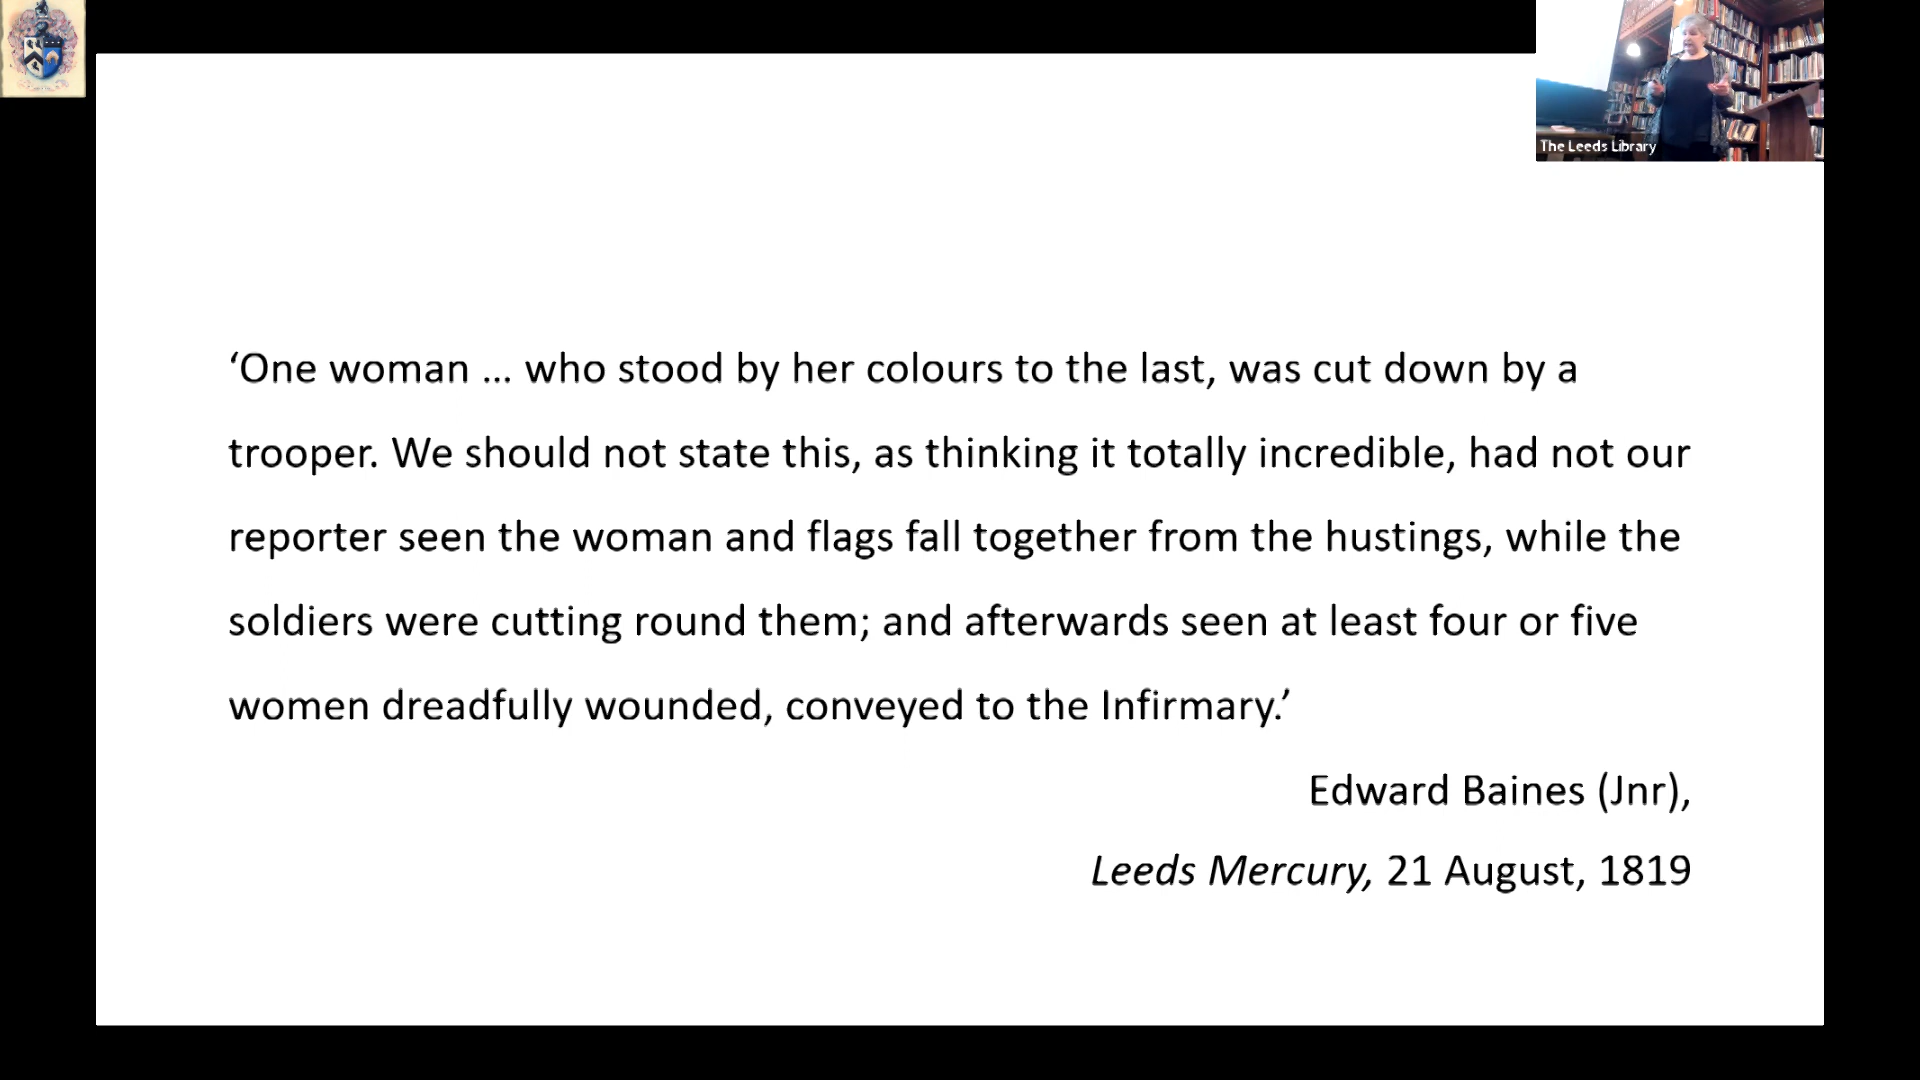 The Leeds Library
‘One woman ... who stood by her colours to the last, was cut down by a
trooper. We should not state this, as thinking it totally incredible, had not our
reporter seen the woman and flags fall together from the hustings, while the
soldiers were cutting round them; and afterwards seen at least four or five
women dreadfully wounded, conveyed to the Infirmary.’
Edward Baines (Jnr),
Leeds Mercury, 21 August, 1819